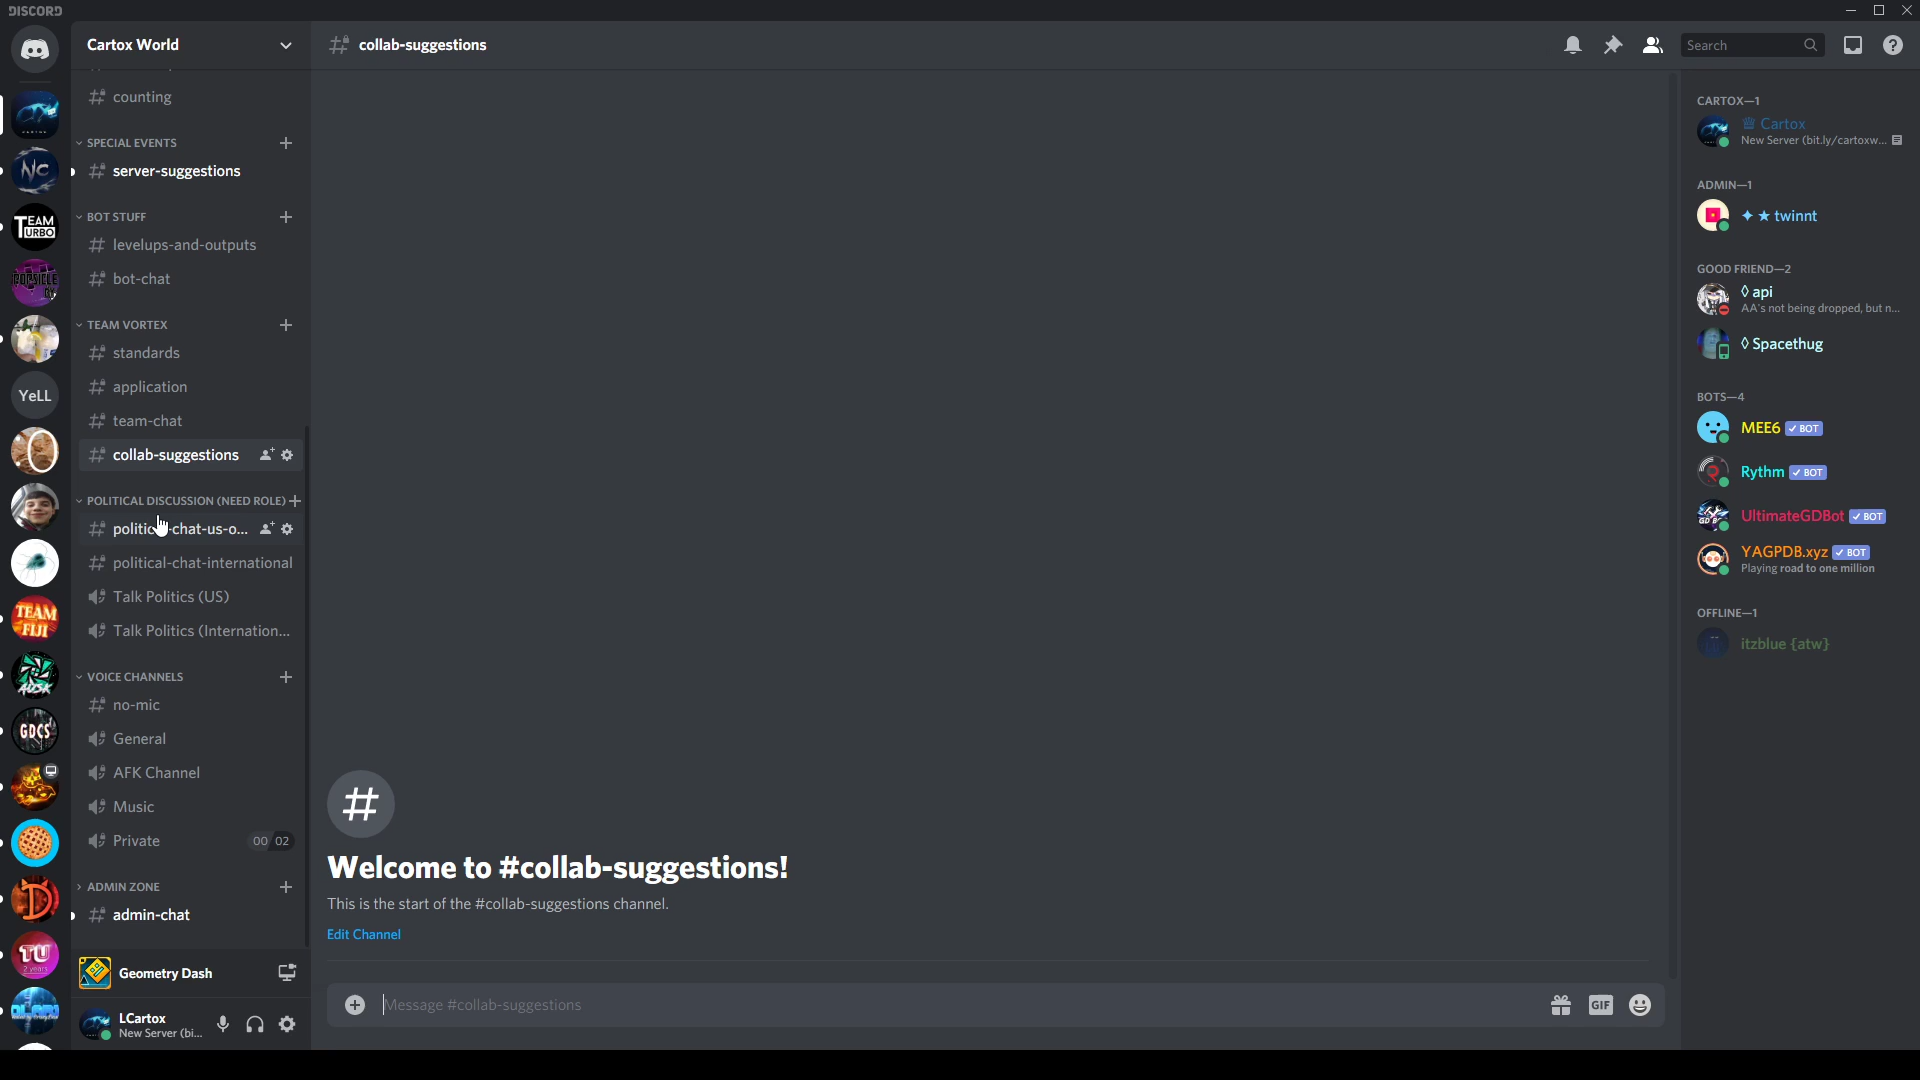 DISCORD
Cartox World
collab-suggestions
Search
counting
SPECIAL EVENTS
server-suggestions
BOT STUFF
levelups-and-outputs
bot-chat
TEAM VORTEX
standards
application
team-chat
collab-suggestions
POLITICAL DISCUSSION (NEED ROLE)
chat-us-o...
political-chat-international
Talk Politics (US)
Talk Politics (Internation...
VOICE CHANNELS
no-mic
General
AFK Channel
Music
Private 00 02
ADMIN ZONE
admin-chat
Geometry Dash
LCartox
New Server (bi...
NC
TEAM TURBO
YeLL
TEAM FIJI
GDCS
TU
2 years
Welcome to #collab-suggestions!
This is the start of the #collab-suggestions channel.
Edit Channel
Message #collab-suggestions
GIF
CARTOX—1
Cartox
New Server (bit.ly/cartoxw...
ADMIN—1
✦ ★ twinnt
GOOD FRIEND—2
◊ api
AA's not being dropped, but n...
◊ Spacethug
BOTS—4
MEE6 ✓ BOT
Rythm ✓ BOT
UltimateGDBot ✓ BOT
YAGPDB.xyz ✓ BOT
Playing road to one million
OFFLINE—1
itzblue {atw}